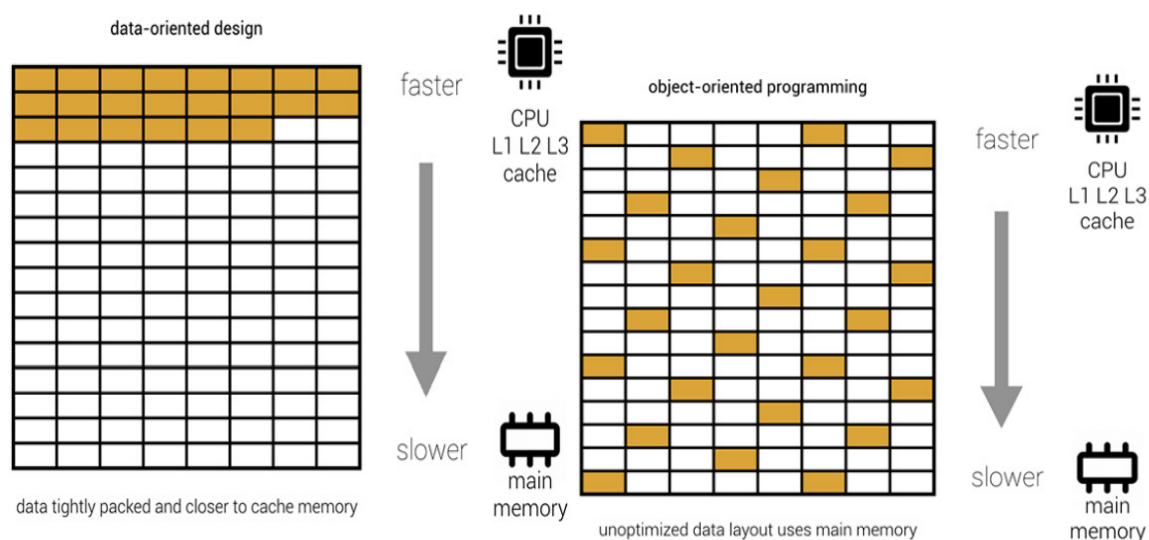 data-oriented design
faster
CPU
L1 L2 L3
cache
slower
main
memory
data tightly packed and closer to cache memory
object-oriented programming
faster
CPU
L1 L2 L3
cache
slower
main
memory
unoptimized data layout uses main memory